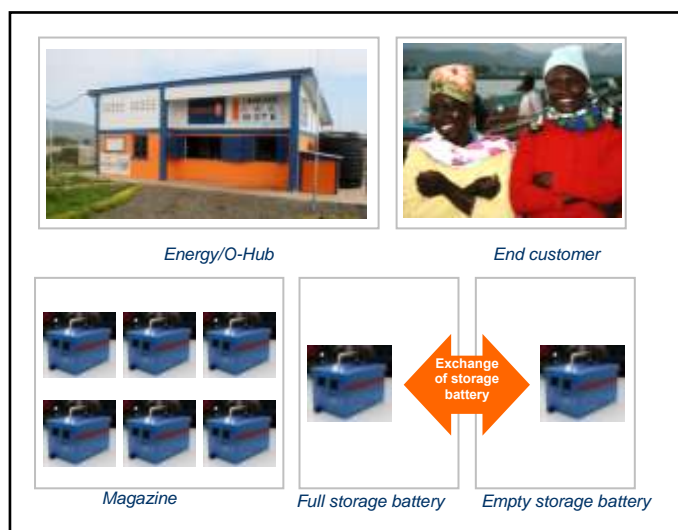 Energy/O-Hub
End customer
Exchange
of storage
battery
Magazine
Full storage battery
Empty storage battery